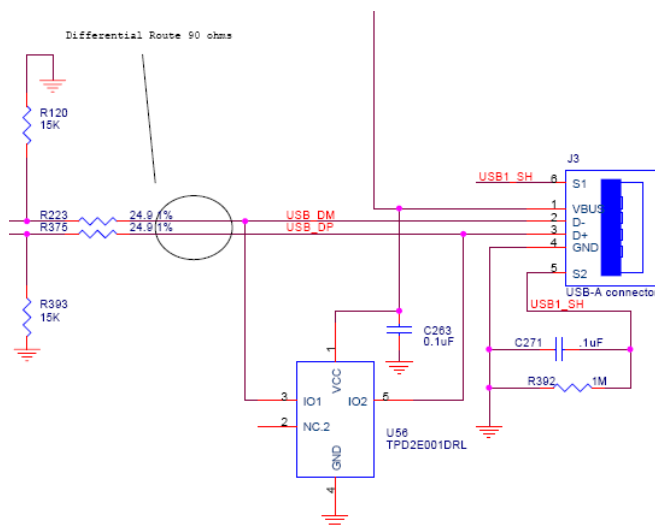 Differential Route 90 ohms
R120
15K
J3
USB1_SH
6
S1
1
VBUS
R223
24.9 1%
USB_DM
2
D-
R375
24.9 1%
USB_DP
3
D+
4
GND
5
S2
USB-A connector
USB1_SH
R393
15K
C263
0.1uF
C271
.1uF
R392
1M
1
VCC
3
IO1
IO2
5
2
NC.2
U56
TPD2E001DRL
GND
4